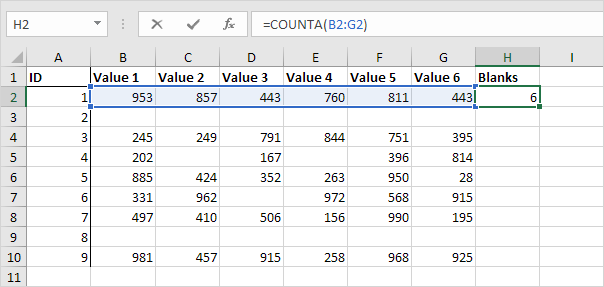 H2 fx =COUNTA(B2:G2)
A B C D E F G H I
1 ID Value 1 Value 2 Value 3 Value 4 Value 5 Value 6 Blanks
2 1 953 857 443 760 811 443 6
3 2
4 3 245 249 791 844 751 395
5 4 202 167 396 814
6 5 885 424 352 263 950 28
7 6 331 962 972 568 915
8 7 497 410 506 156 990 195
9 8
10 9 981 457 915 258 968 925
11